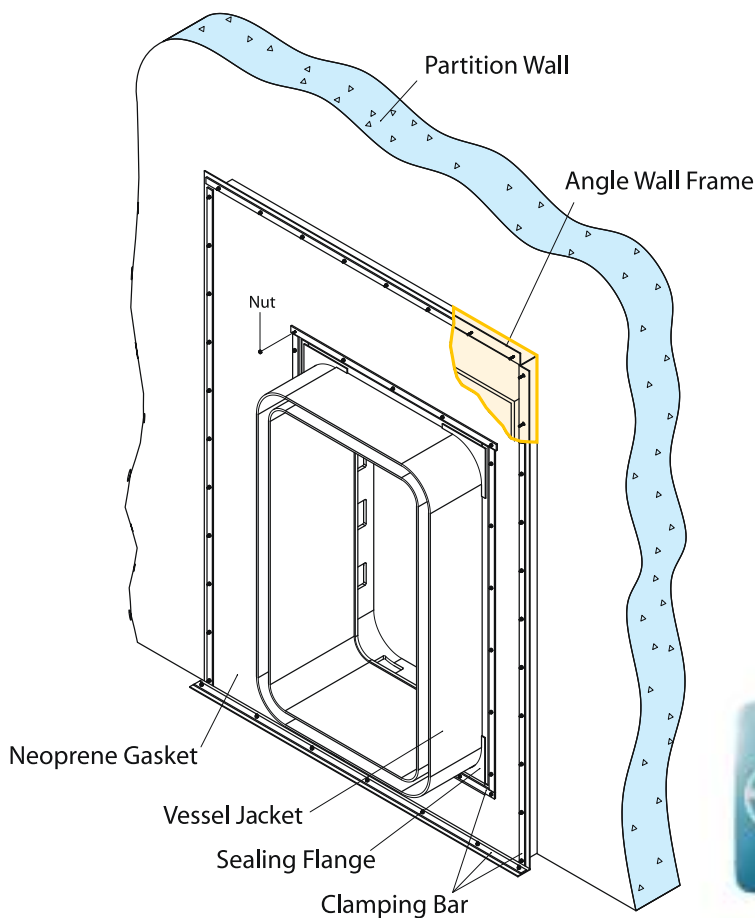 Partition Wall
Angle Wall Frame
Nut
Neoprene Gasket
Vessel Jacket
Sealing Flange
Clamping Bar